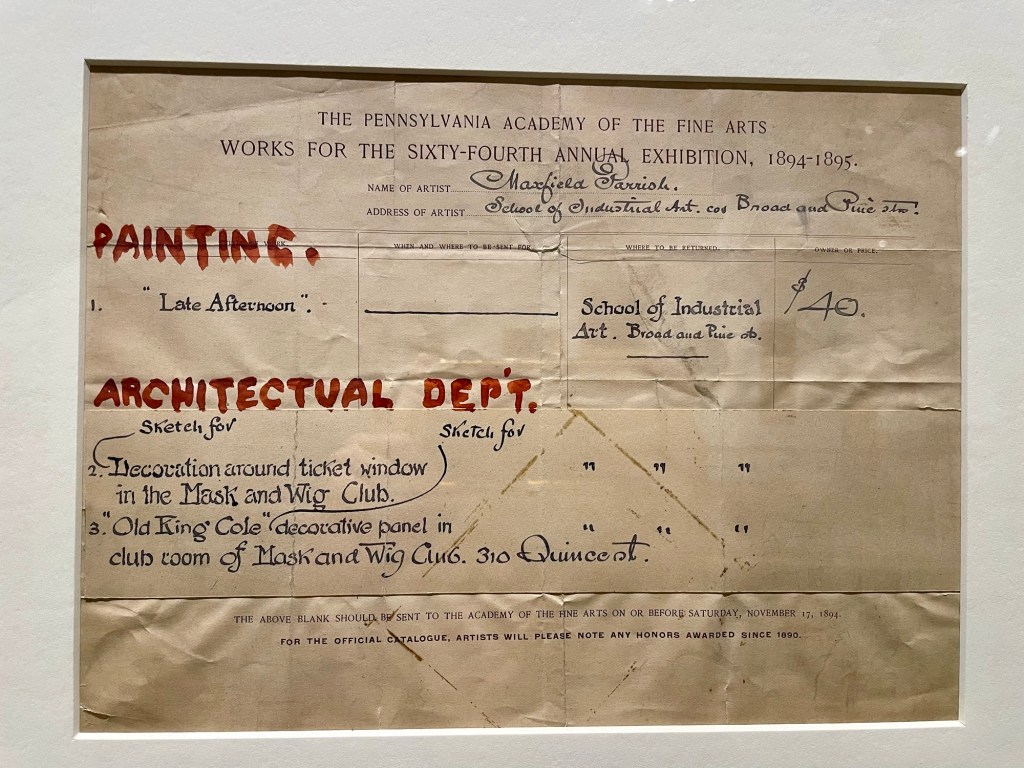 THE PENNSYLVANIA ACADEMY OF THE FINE ARTS
WORKS FOR THE SIXTY-FOURTH ANNUAL EXHIBITION, 1894-1895.
NAME OF ARTIST Maxfield Parrish.
ADDRESS OF ARTIST School of Industrial Art. cor Broad and Pine sts.
PAINTING. WORK. WHEN AND WHERE TO BE SENT FOR. WHERE TO BE RETURNED. OWNER OR PRICE.
1. "Late Afternoon". School of Industrial $40.
Art. Broad and Pine sts.
ARCHITECTUAL DEP'T.
Sketch for Sketch for
2. Decoration around ticket window " " "
in the Mask and Wig Club.
3. "Old King Cole" decorative panel in " " "
club room of Mask and Wig Club. 310 Quince st.
THE ABOVE BLANK SHOULD BE SENT TO THE ACADEMY OF THE FINE ARTS ON OR BEFORE SATURDAY, NOVEMBER 17, 1894.
FOR THE OFFICIAL CATALOGUE, ARTISTS WILL PLEASE NOTE ANY HONORS AWARDED SINCE 1890.